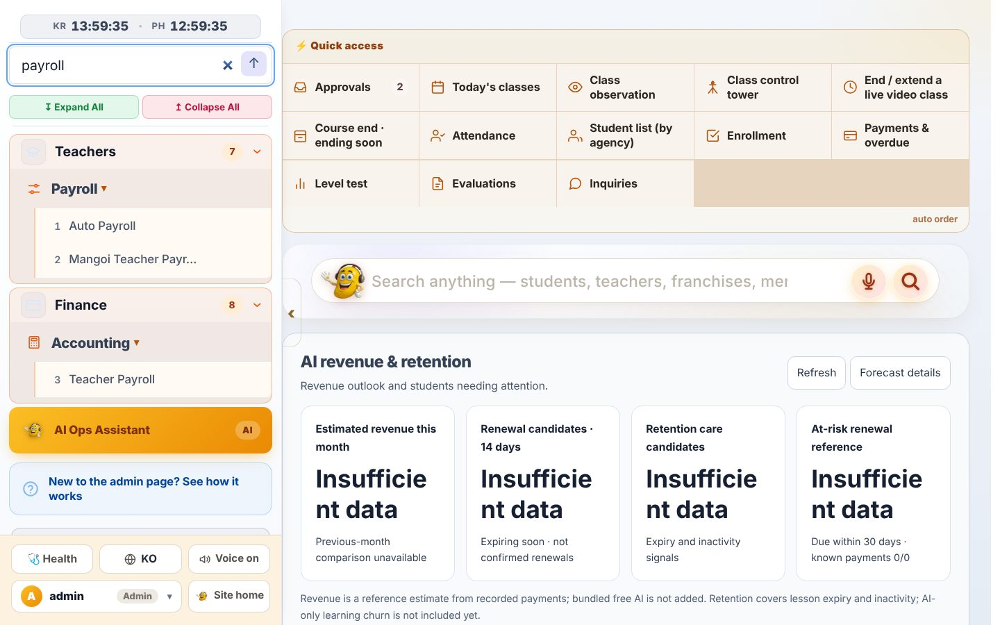 KR 13:59:35 • PH 12:59:35
payroll
↧ Expand All
↥ Collapse All
Teachers 7
Payroll ▾
1 Auto Payroll
2 Mangoi Teacher Payr...
Finance 8
Accounting ▾
3 Teacher Payroll
AI Ops Assistant AI
New to the admin page? See how it
works
🩺 Health
KO
Voice on
A admin Admin ▾
Site home
⚡ Quick access
Approvals 2
Today's classes
Class
observation
Class control
tower
End / extend a
live video class
Course end ·
ending soon
Attendance
Student list (by
agency)
Enrollment
Payments &
overdue
Level test
Evaluations
Inquiries
auto order
Search anything — students, teachers, franchises, mer
‹
AI revenue & retention
Revenue outlook and students needing attention.
Refresh
Forecast details
Estimated revenue this
month
Insufficie
nt data
Previous-month
comparison unavailable
Renewal candidates ·
14 days
Insufficie
nt data
Expiring soon · not
confirmed renewals
Retention care
candidates
Insufficie
nt data
Expiry and inactivity
signals
At-risk renewal
reference
Insufficie
nt data
Due within 30 days ·
known payments 0/0
Revenue is a reference estimate from recorded payments; bundled free AI is not added. Retention covers lesson expiry and inactivity; AI-
only learning churn is not included yet.